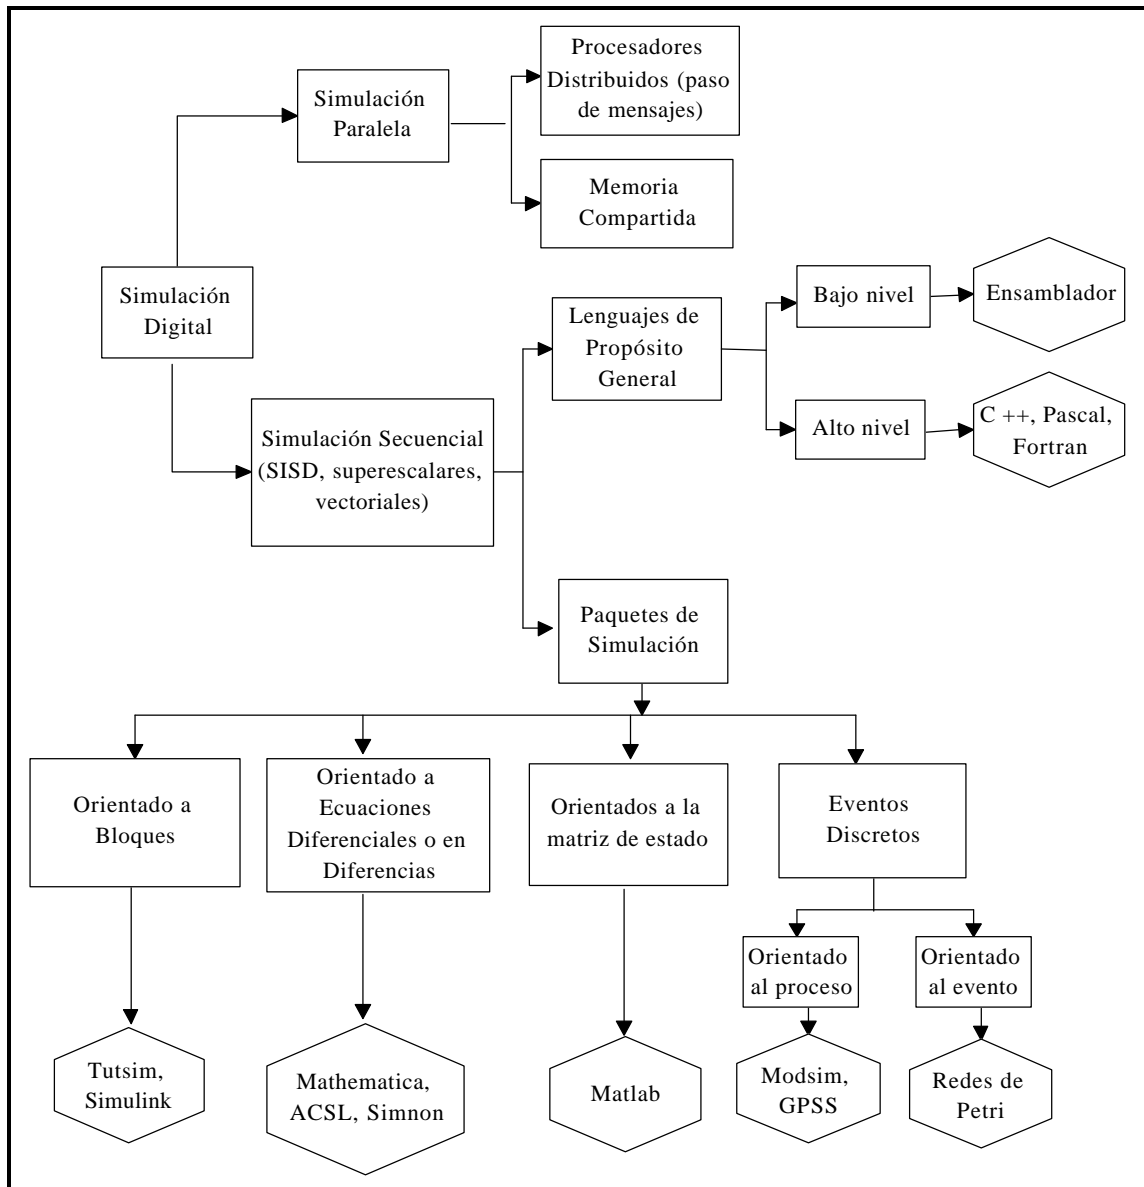 Procesadores
Distribuidos (paso
de mensajes)
Simulación
Paralela
Memoria
Compartida
Simulación
Digital
Lenguajes de
Propósito
General
Bajo nivel
Ensamblador
Alto nivel
C ++, Pascal,
Fortran
Simulación Secuencial
(SISD, superescalares,
vectoriales)
Paquetes de
Simulación
Orientado a
Bloques
Orientado a
Ecuaciones
Diferenciales o en
Diferencias
Orientados a la
matriz de estado
Eventos
Discretos
Orientado
al proceso
Orientado
al evento
Tutsim,
Simulink
Mathematica,
ACSL, Simnon
Matlab
Modsim,
GPSS
Redes de
Petri